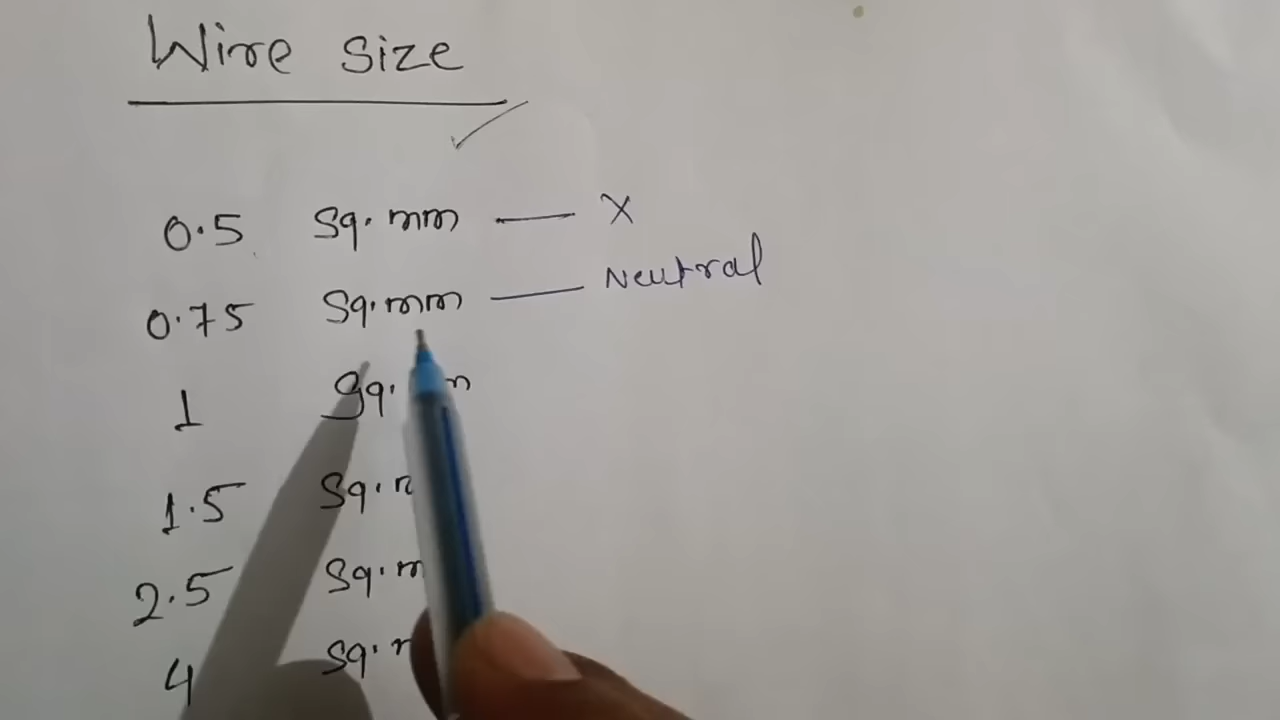 Wire Size
0.5 Sq.mm — X
0.75 Sq.mm — Neutral
1
1.5
2.5
4